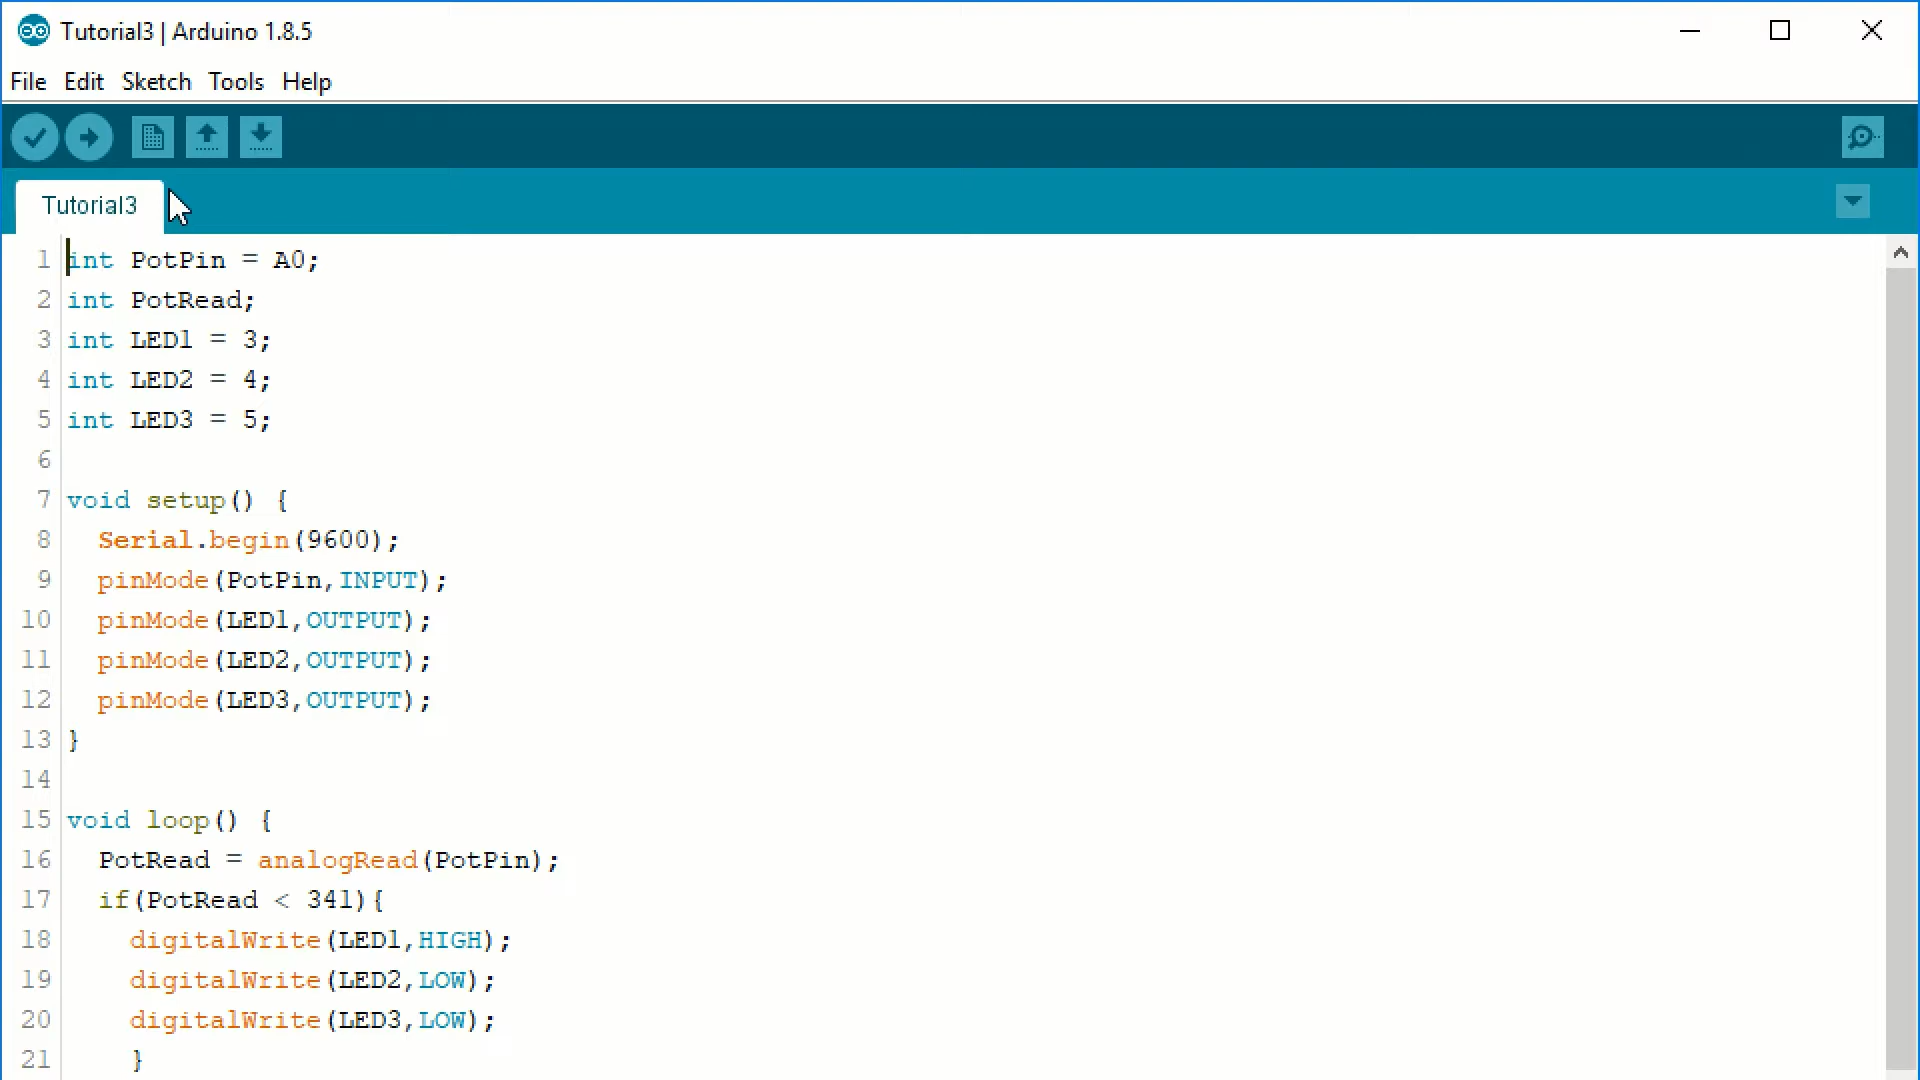 Tutorial3 | Arduino 1.8.5
File Edit Sketch Tools Help
Tutorial3
1 int PotPin = A0;
2 int PotRead;
3 int LED1 = 3;
4 int LED2 = 4;
5 int LED3 = 5;
6
7 void setup() {
8   Serial.begin(9600);
9   pinMode(PotPin,INPUT);
10   pinMode(LED1,OUTPUT);
11   pinMode(LED2,OUTPUT);
12   pinMode(LED3,OUTPUT);
13 }
14
15 void loop() {
16   PotRead = analogRead(PotPin);
17   if(PotRead < 341){
18     digitalWrite(LED1,HIGH);
19     digitalWrite(LED2,LOW);
20     digitalWrite(LED3,LOW);
21     }